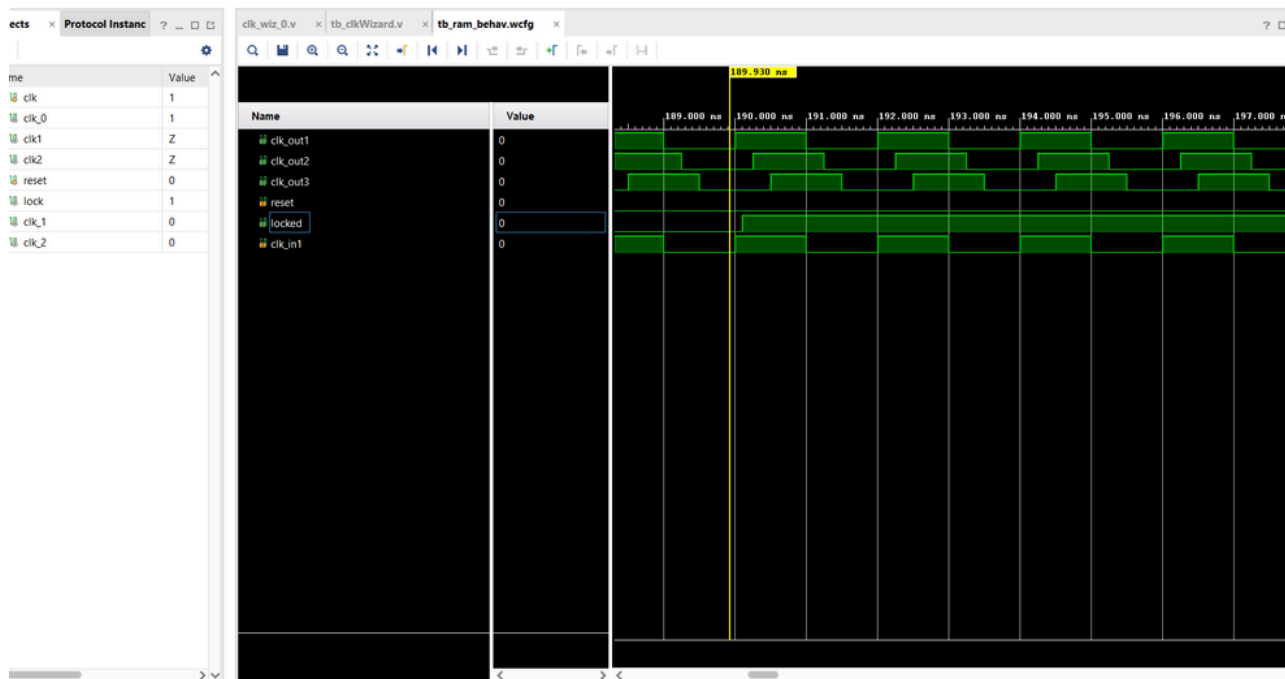 ects × Protocol Instanc ? _
clk_wiz_0.v × tb_clkWizard.v × tb_ram_behav.wcfg × ?
me Value
clk 1
clk_0 1
clk1 Z
clk2 Z
reset 0
lock 1
clk_1 0
clk_2 0
Name Value
clk_out1 0
clk_out2 0
clk_out3 0
reset 0
locked 0
clk_in1 0
189.930 ns
189.000 ns 190.000 ns 191.000 ns 192.000 ns 193.000 ns 194.000 ns 195.000 ns 196.000 ns 197.000 n